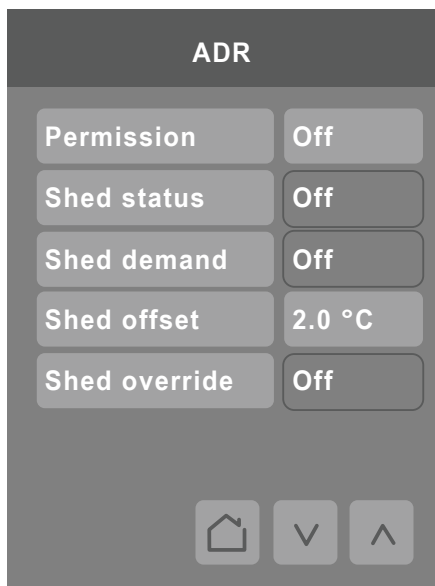 ADR
Permission Off
Shed status Off
Shed demand Off
Shed offset 2.0 °C
Shed override Off